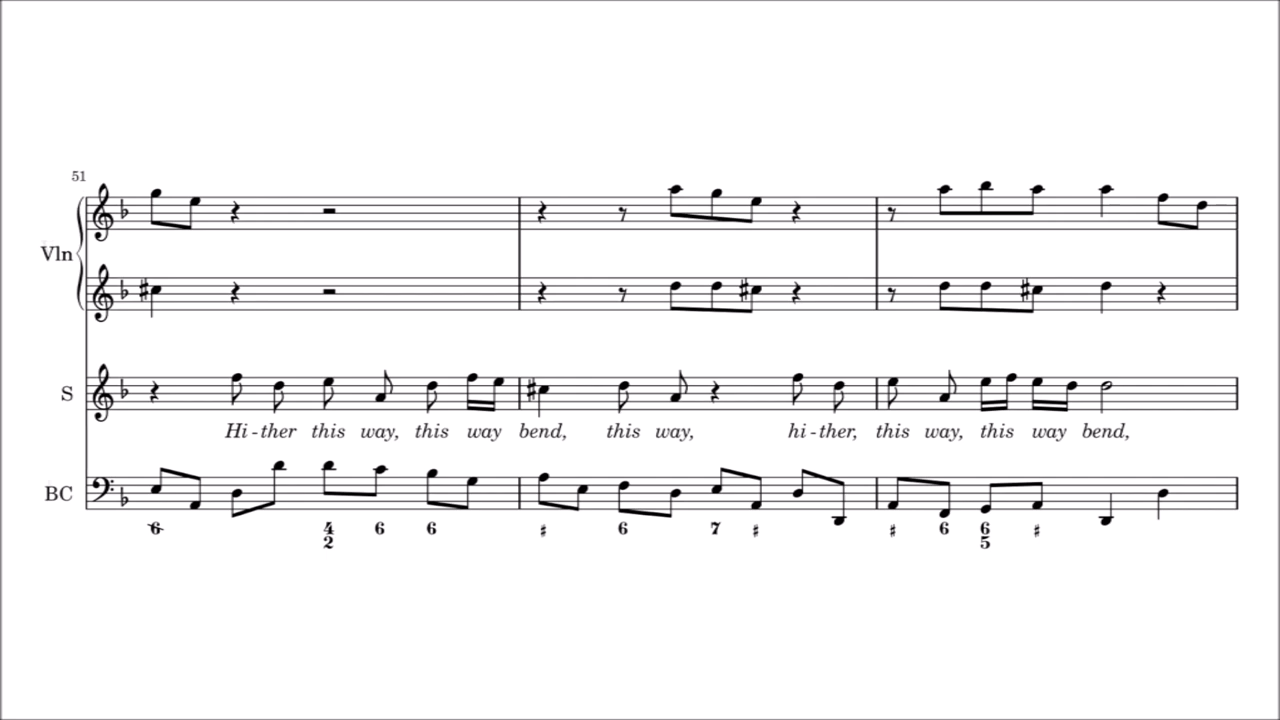 51
Vln
S
Hi - ther this way, this way bend, this way, hi - ther, this way, this way bend,
BC
6 4 6 6 ♯ 6 7 ♯ ♯ 6 6 ♯
2 5